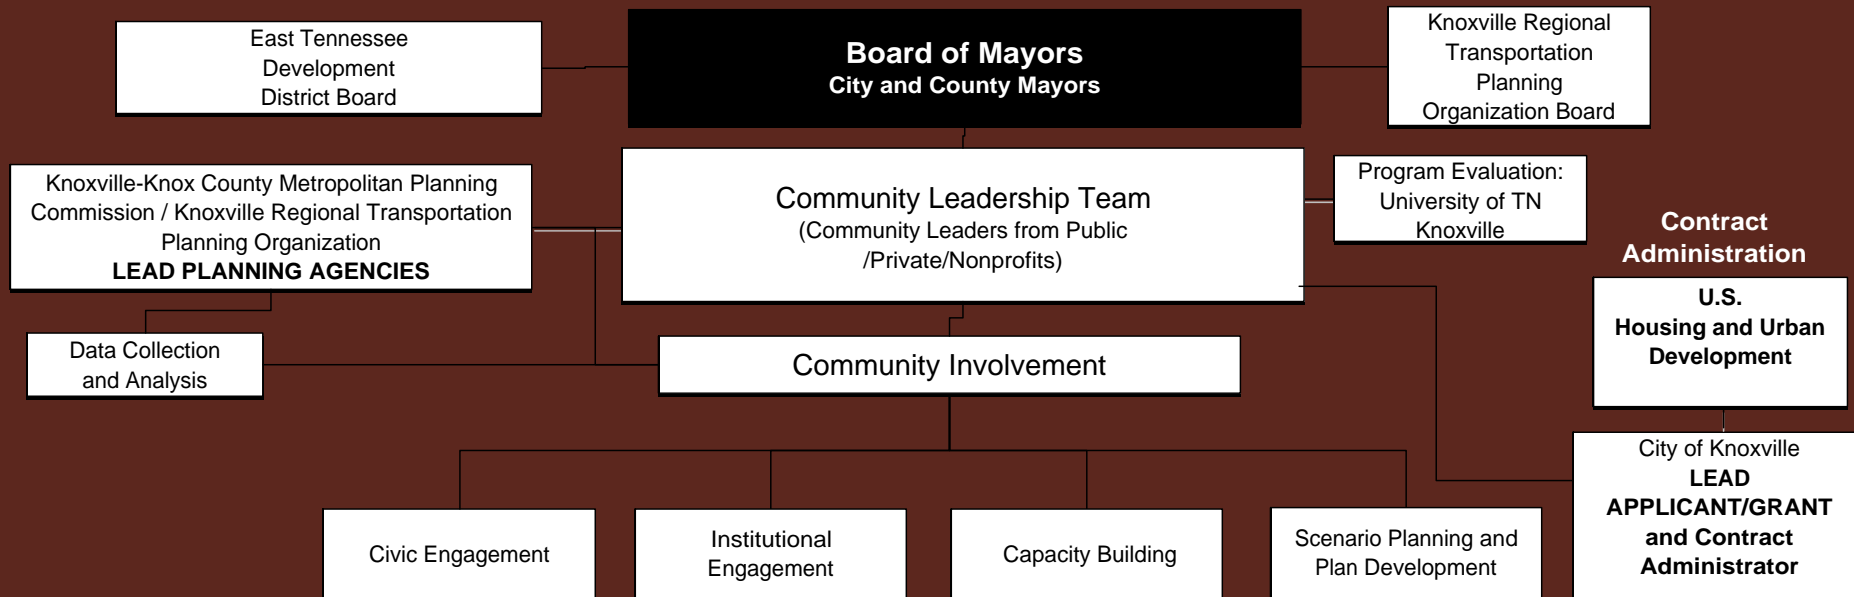 East Tennessee
Development
District Board
Board of Mayors
City and County Mayors
Knoxville Regional
Transportation
Planning
Organization Board
Knoxville-Knox County Metropolitan Planning
Commission / Knoxville Regional Transportation
Planning Organization
LEAD PLANNING AGENCIES
Community Leadership Team
(Community Leaders from Public
/Private/Nonprofits)
Program Evaluation:
University of TN
Knoxville
Contract
Administration
U.S.
Housing and Urban
Development
Data Collection
and Analysis
Community Involvement
City of Knoxville
LEAD
APPLICANT/GRANT
and Contract
Administrator
Civic Engagement
Institutional
Engagement
Capacity Building
Scenario Planning and
Plan Development